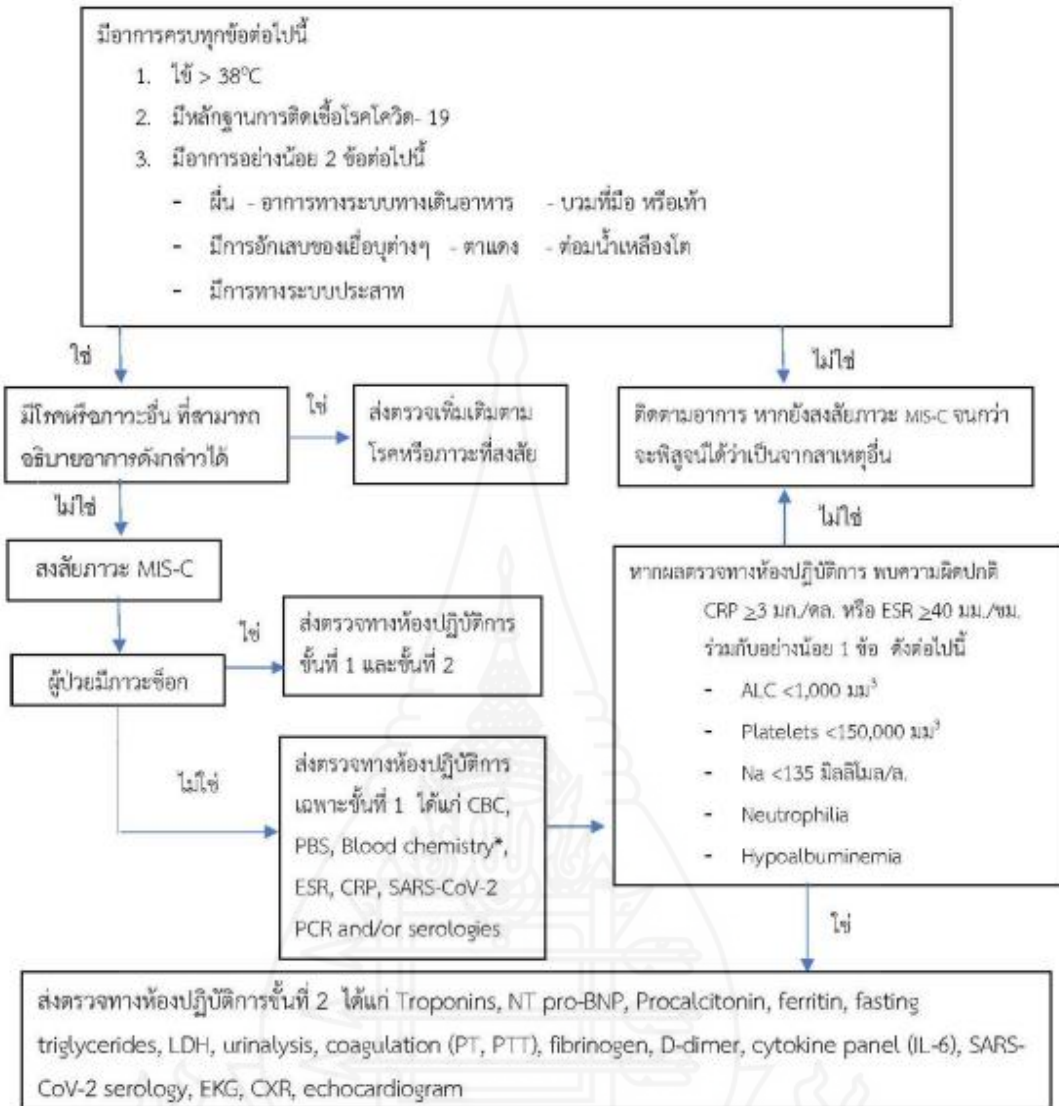 มีอาการครบทุกข้อต่อไปนี้
1. ไข้ > 38°C
2. มีหลักฐานการติดเชื้อโรคโควิด- 19
3. มีอาการอย่างน้อย 2 ข้อต่อไปนี้
- ผื่น - อาการทางระบบทางเดินอาหาร - บวมที่มือ หรือเท้า
- มีการอักเสบของเยื่อบุต่างๆ - ตาแดง - ต่อมน้ำเหลืองโต
- มีการทางระบบประสาท
ใช่
ไม่ใช่
มีโรคหรือภาวะอื่น ที่สามารถ
อธิบายอาการดังกล่าวได้
ใช่
ส่งตรวจเพิ่มเติมตาม
โรคหรือภาวะที่สงสัย
ติดตามอาการ หากยังสงสัยภาวะ MIS-C จนกว่า
จะพิสูจน์ได้ว่าเป็นจากสาเหตุอื่น
ไม่ใช่
ไม่ใช่
สงสัยภาวะ MIS-C
ผู้ป่วยมีภาวะช็อก
ใช่
ส่งตรวจทางห้องปฏิบัติการ
ขั้นที่ 1 และขั้นที่ 2
ไม่ใช่
ส่งตรวจทางห้องปฏิบัติการ
เฉพาะขั้นที่ 1 ได้แก่ CBC,
PBS, Blood chemistry*,
ESR, CRP, SARS-CoV-2
PCR and/or serologies
หากผลตรวจทางห้องปฏิบัติการ พบความผิดปกติ
CRP ≥3 มก./ดล. หรือ ESR ≥40 มม./ชม.
ร่วมกับอย่างน้อย 1 ข้อ ดังต่อไปนี้
- ALC <1,000 มม³
- Platelets <150,000 มม³
- Na <135 มิลลิโมล/ล.
- Neutrophilia
- Hypoalbuminemia
ใช่
ส่งตรวจทางห้องปฏิบัติการขั้นที่ 2 ได้แก่ Troponins, NT pro-BNP, Procalcitonin, ferritin, fasting
triglycerides, LDH, urinalysis, coagulation (PT, PTT), fibrinogen, D-dimer, cytokine panel (IL-6), SARS-
CoV-2 serology, EKG, CXR, echocardiogram